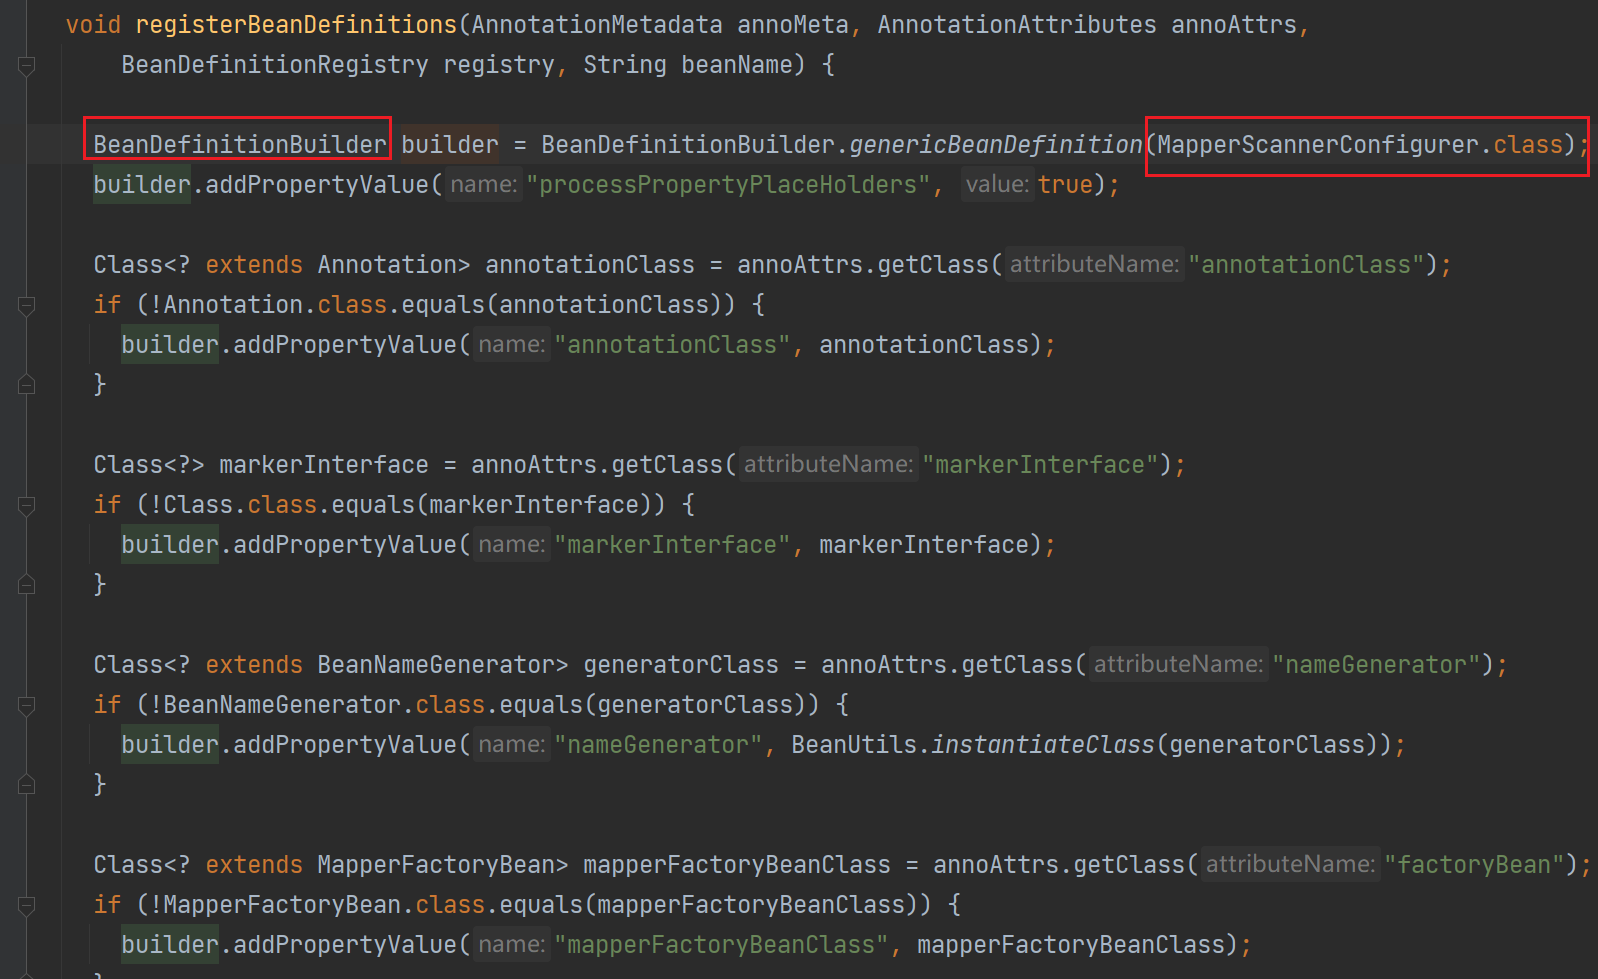 void registerBeanDefinitions(AnnotationMetadata annoMeta, AnnotationAttributes annoAttrs,
BeanDefinitionRegistry registry, String beanName) {
BeanDefinitionBuilder builder = BeanDefinitionBuilder.genericBeanDefinition(MapperScannerConfigurer.class);
builder.addPropertyValue( name: "processPropertyPlaceHolders", value: true);
Class<? extends Annotation> annotationClass = annoAttrs.getClass( attributeName: "annotationClass");
if (!Annotation.class.equals(annotationClass)) {
builder.addPropertyValue( name: "annotationClass", annotationClass);
}
Class<?> markerInterface = annoAttrs.getClass( attributeName: "markerInterface");
if (!Class.class.equals(markerInterface)) {
builder.addPropertyValue( name: "markerInterface", markerInterface);
}
Class<? extends BeanNameGenerator> generatorClass = annoAttrs.getClass( attributeName: "nameGenerator");
if (!BeanNameGenerator.class.equals(generatorClass)) {
builder.addPropertyValue( name: "nameGenerator", BeanUtils.instantiateClass(generatorClass));
}
Class<? extends MapperFactoryBean> mapperFactoryBeanClass = annoAttrs.getClass( attributeName: "factoryBean");
if (!MapperFactoryBean.class.equals(mapperFactoryBeanClass)) {
builder.addPropertyValue( name: "mapperFactoryBeanClass", mapperFactoryBeanClass);